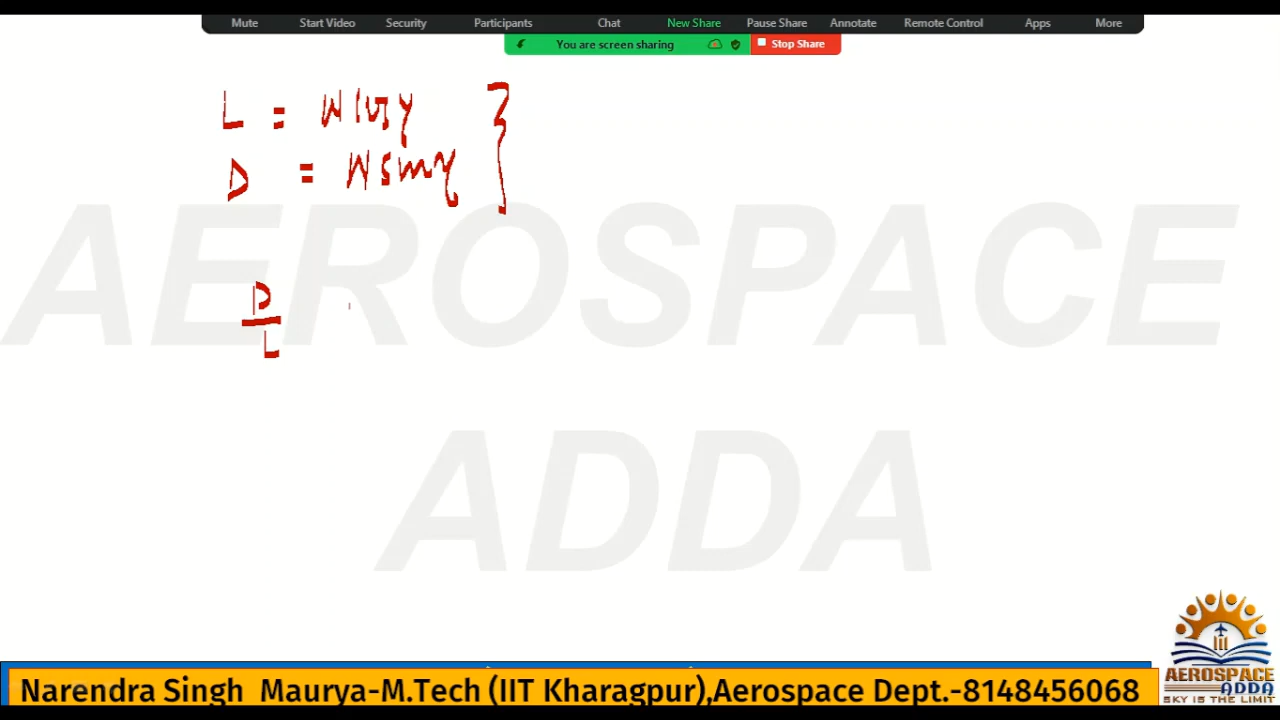 Mute Start Video Security Participants Chat New Share Pause Share Annotate Remote Control Apps More
You are screen sharing Stop Share
L = W cos γ
D = W sin γ }
D
L
AEROSPACE
ADDA
Narendra Singh Maurya-M.Tech (IIT Kharagpur),Aerospace Dept.-8148456068
AEROSPACE
ADDA
SKY IS THE LIMIT